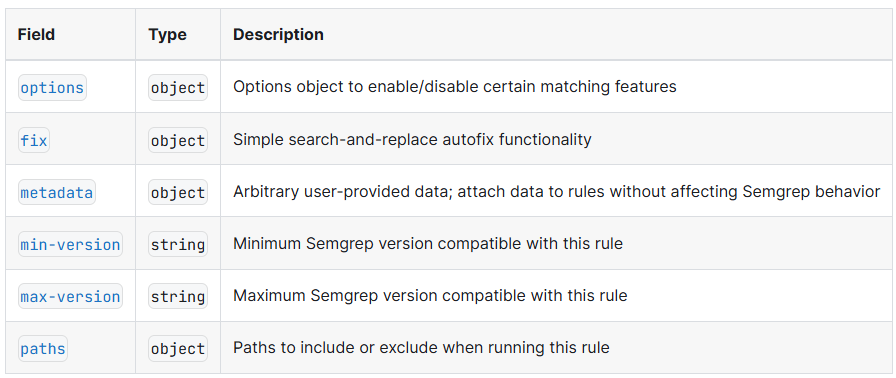 Field Type Description
options object Options object to enable/disable certain matching features
fix object Simple search-and-replace autofix functionality
metadata object Arbitrary user-provided data; attach data to rules without affecting Semgrep behavior
min-version string Minimum Semgrep version compatible with this rule
max-version string Maximum Semgrep version compatible with this rule
paths object Paths to include or exclude when running this rule